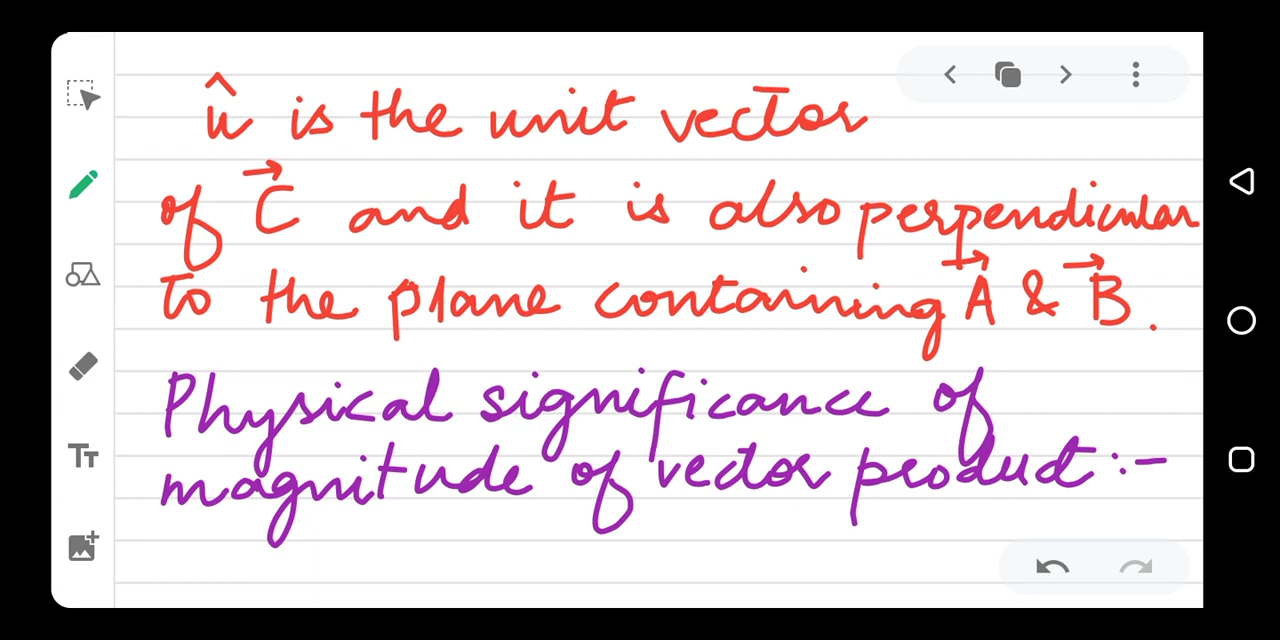 û is the unit vector
of C⃗ and it is also perpendicular
to the plane containing A⃗ & B⃗.
Physical significance of
magnitude of vector product :-
Tт